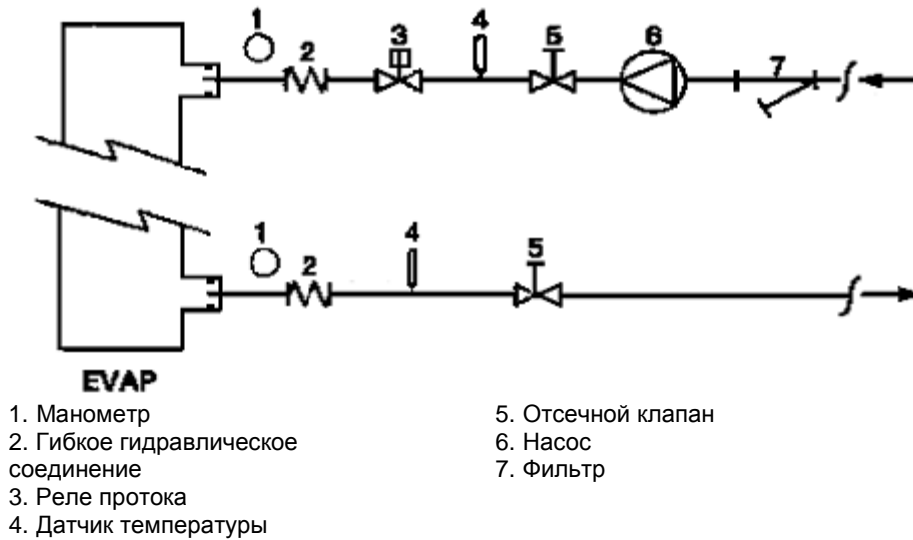 1 2 3 4 5 6 7
1 2 4 5
EVAP
1. Манометр
2. Гибкое гидравлическое
соединение
3. Реле протока
4. Датчик температуры
5. Отсечной клапан
6. Насос
7. Фильтр